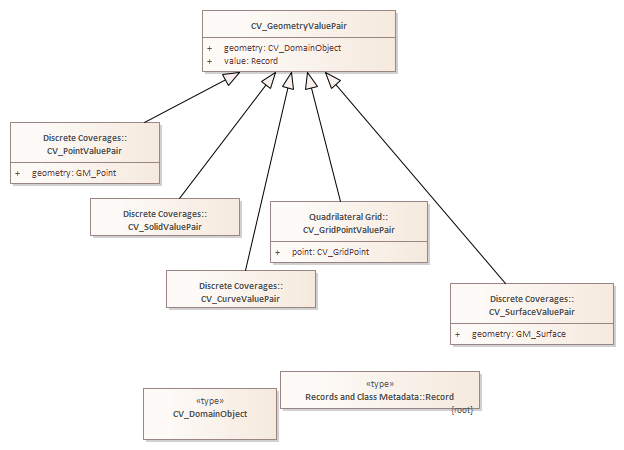 CV_GeometryValuePair
+ geometry: CV_DomainObject
+ value: Record
Discrete Coverages::
CV_PointValuePair
+ geometry: GM_Point
Discrete Coverages::
CV_SolidValuePair
Quadrilateral Grid::
CV_GridPointValuePair
+ point: CV_GridPoint
Discrete Coverages::
CV_CurveValuePair
Discrete Coverages::
CV_SurfaceValuePair
+ geometry: GM_Surface
«type»
CV_DomainObject
«type»
Records and Class Metadata::Record
{root}